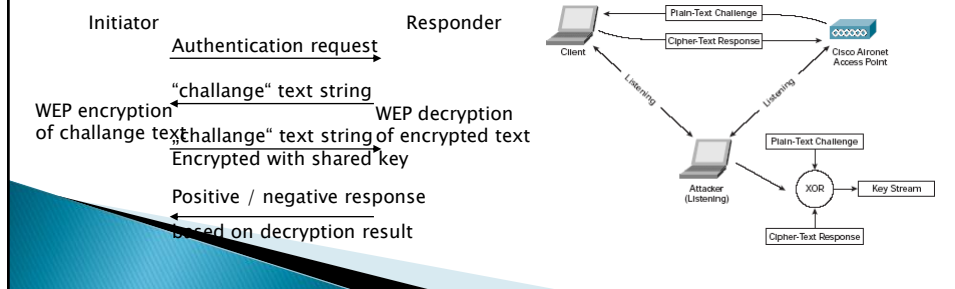 Initiator
Responder
Authentication request
“challange“ text string
WEP encryption
of challange text
WEP decryption
of encrypted text
„challange“ text string
Encrypted with shared key
Positive / negative response
based on decryption result
Plain-Text Challenge
Cipher-Text Response
Client
Cisco Aironet
Access Point
Listening
Listening
Attacker
(Listening)
Plain-Text Challenge
XOR
Key Stream
Cipher-Text Response